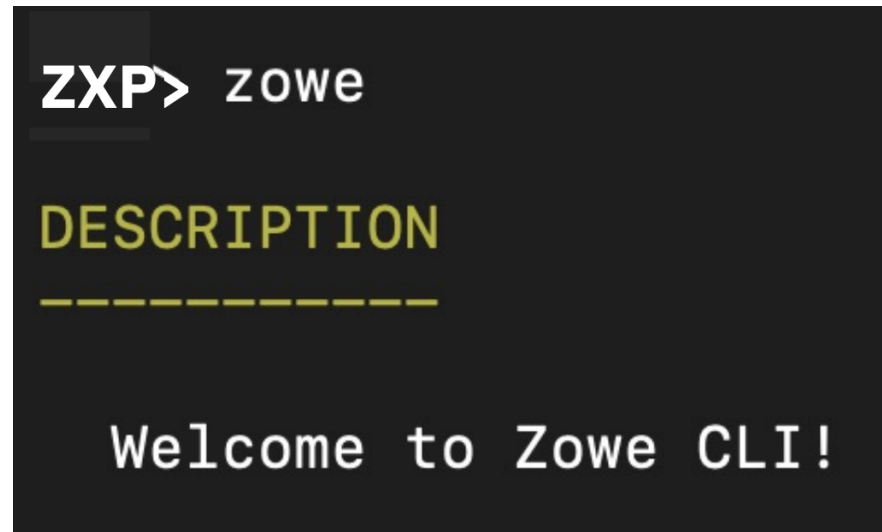 ZXP> zowe
DESCRIPTION
-----------
Welcome to Zowe CLI!